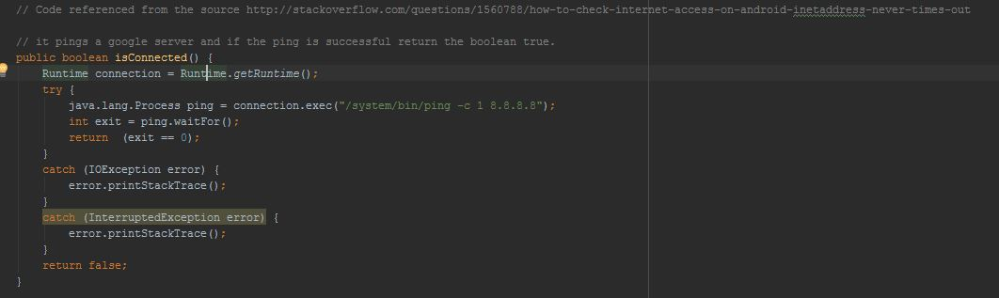 // Code referenced from the source http://stackoverflow.com/questions/1560788/how-to-check-internet-access-on-android-inetaddress-never-times-out
// it pings a google server and if the ping is successful return the boolean true.
public boolean isConnected() {
Runtime connection = Runtime.getRuntime();
try {
java.lang.Process ping = connection.exec("/system/bin/ping -c 1 8.8.8.8");
int exit = ping.waitFor();
return  (exit == 0);
}
catch (IOException error) {
error.printStackTrace();
}
catch (InterruptedException error) {
error.printStackTrace();
}
return false;
}